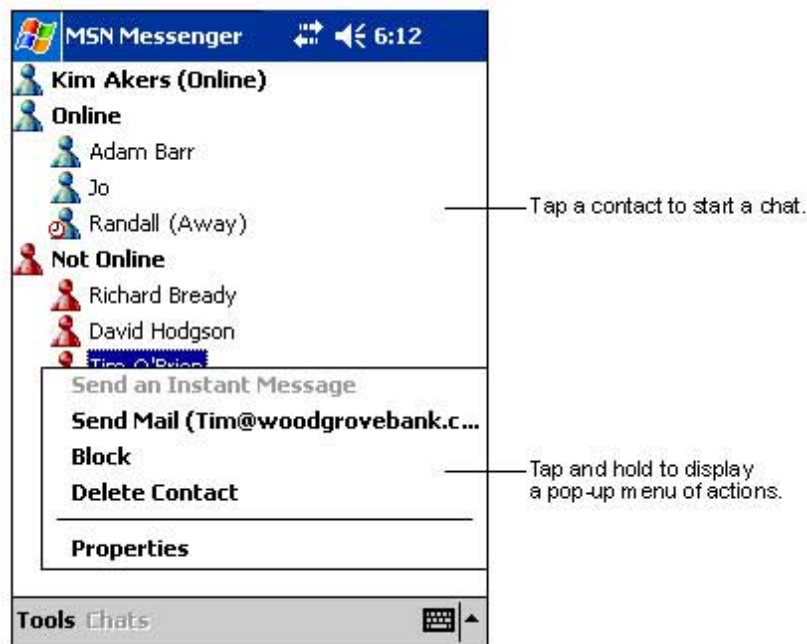 MSN Messenger 6:12
Kim Akers (Online)
Online
Adam Barr
Jo
Randall (Away)
Not Online
Richard Bready
David Hodgson
Tim O'Brien
Send an Instant Message
Send Mail (Tim@woodgrovebank.c...
Block
Delete Contact
Properties
Tools Chats
Tap a contact to start a chat.
Tap and hold to display
a pop-up menu of actions.